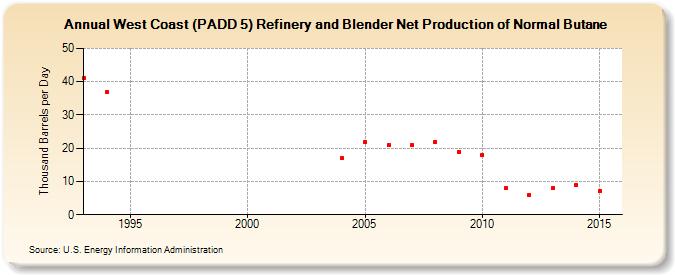 Annual West Coast (PADD 5) Refinery and Blender Net Production of Normal Butane
Thousand Barrels per Day
50
40
30
20
10
0
1995 2000 2005 2010 2015
Source: U.S. Energy Information Administration